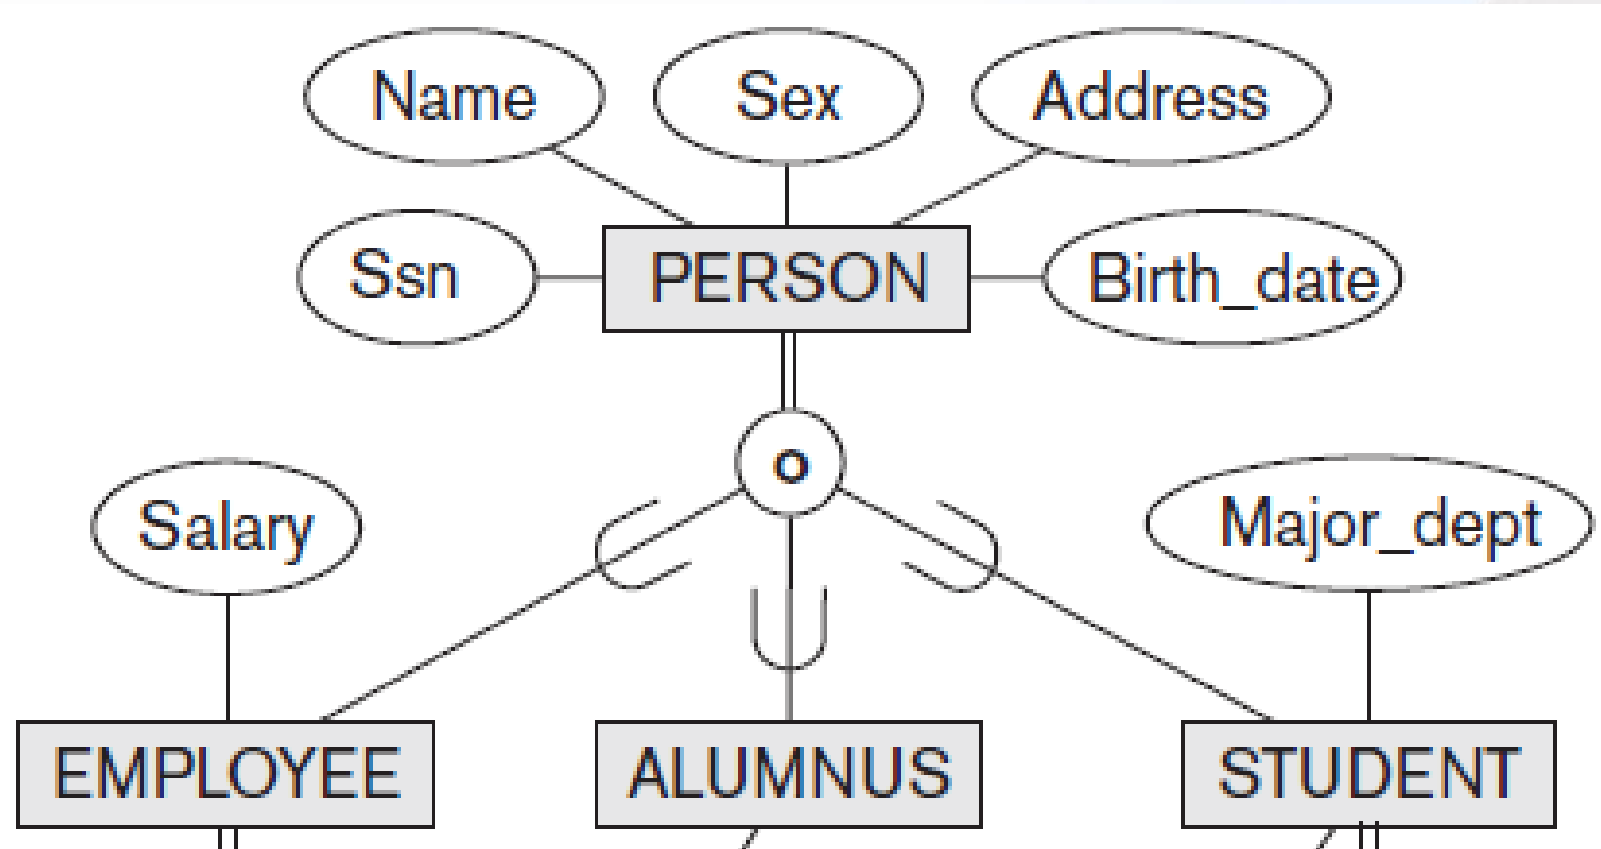 Name
Sex
Address
Ssn
PERSON
Birth_date
o
Salary
Major_dept
EMPLOYEE
ALUMNUS
STUDENT